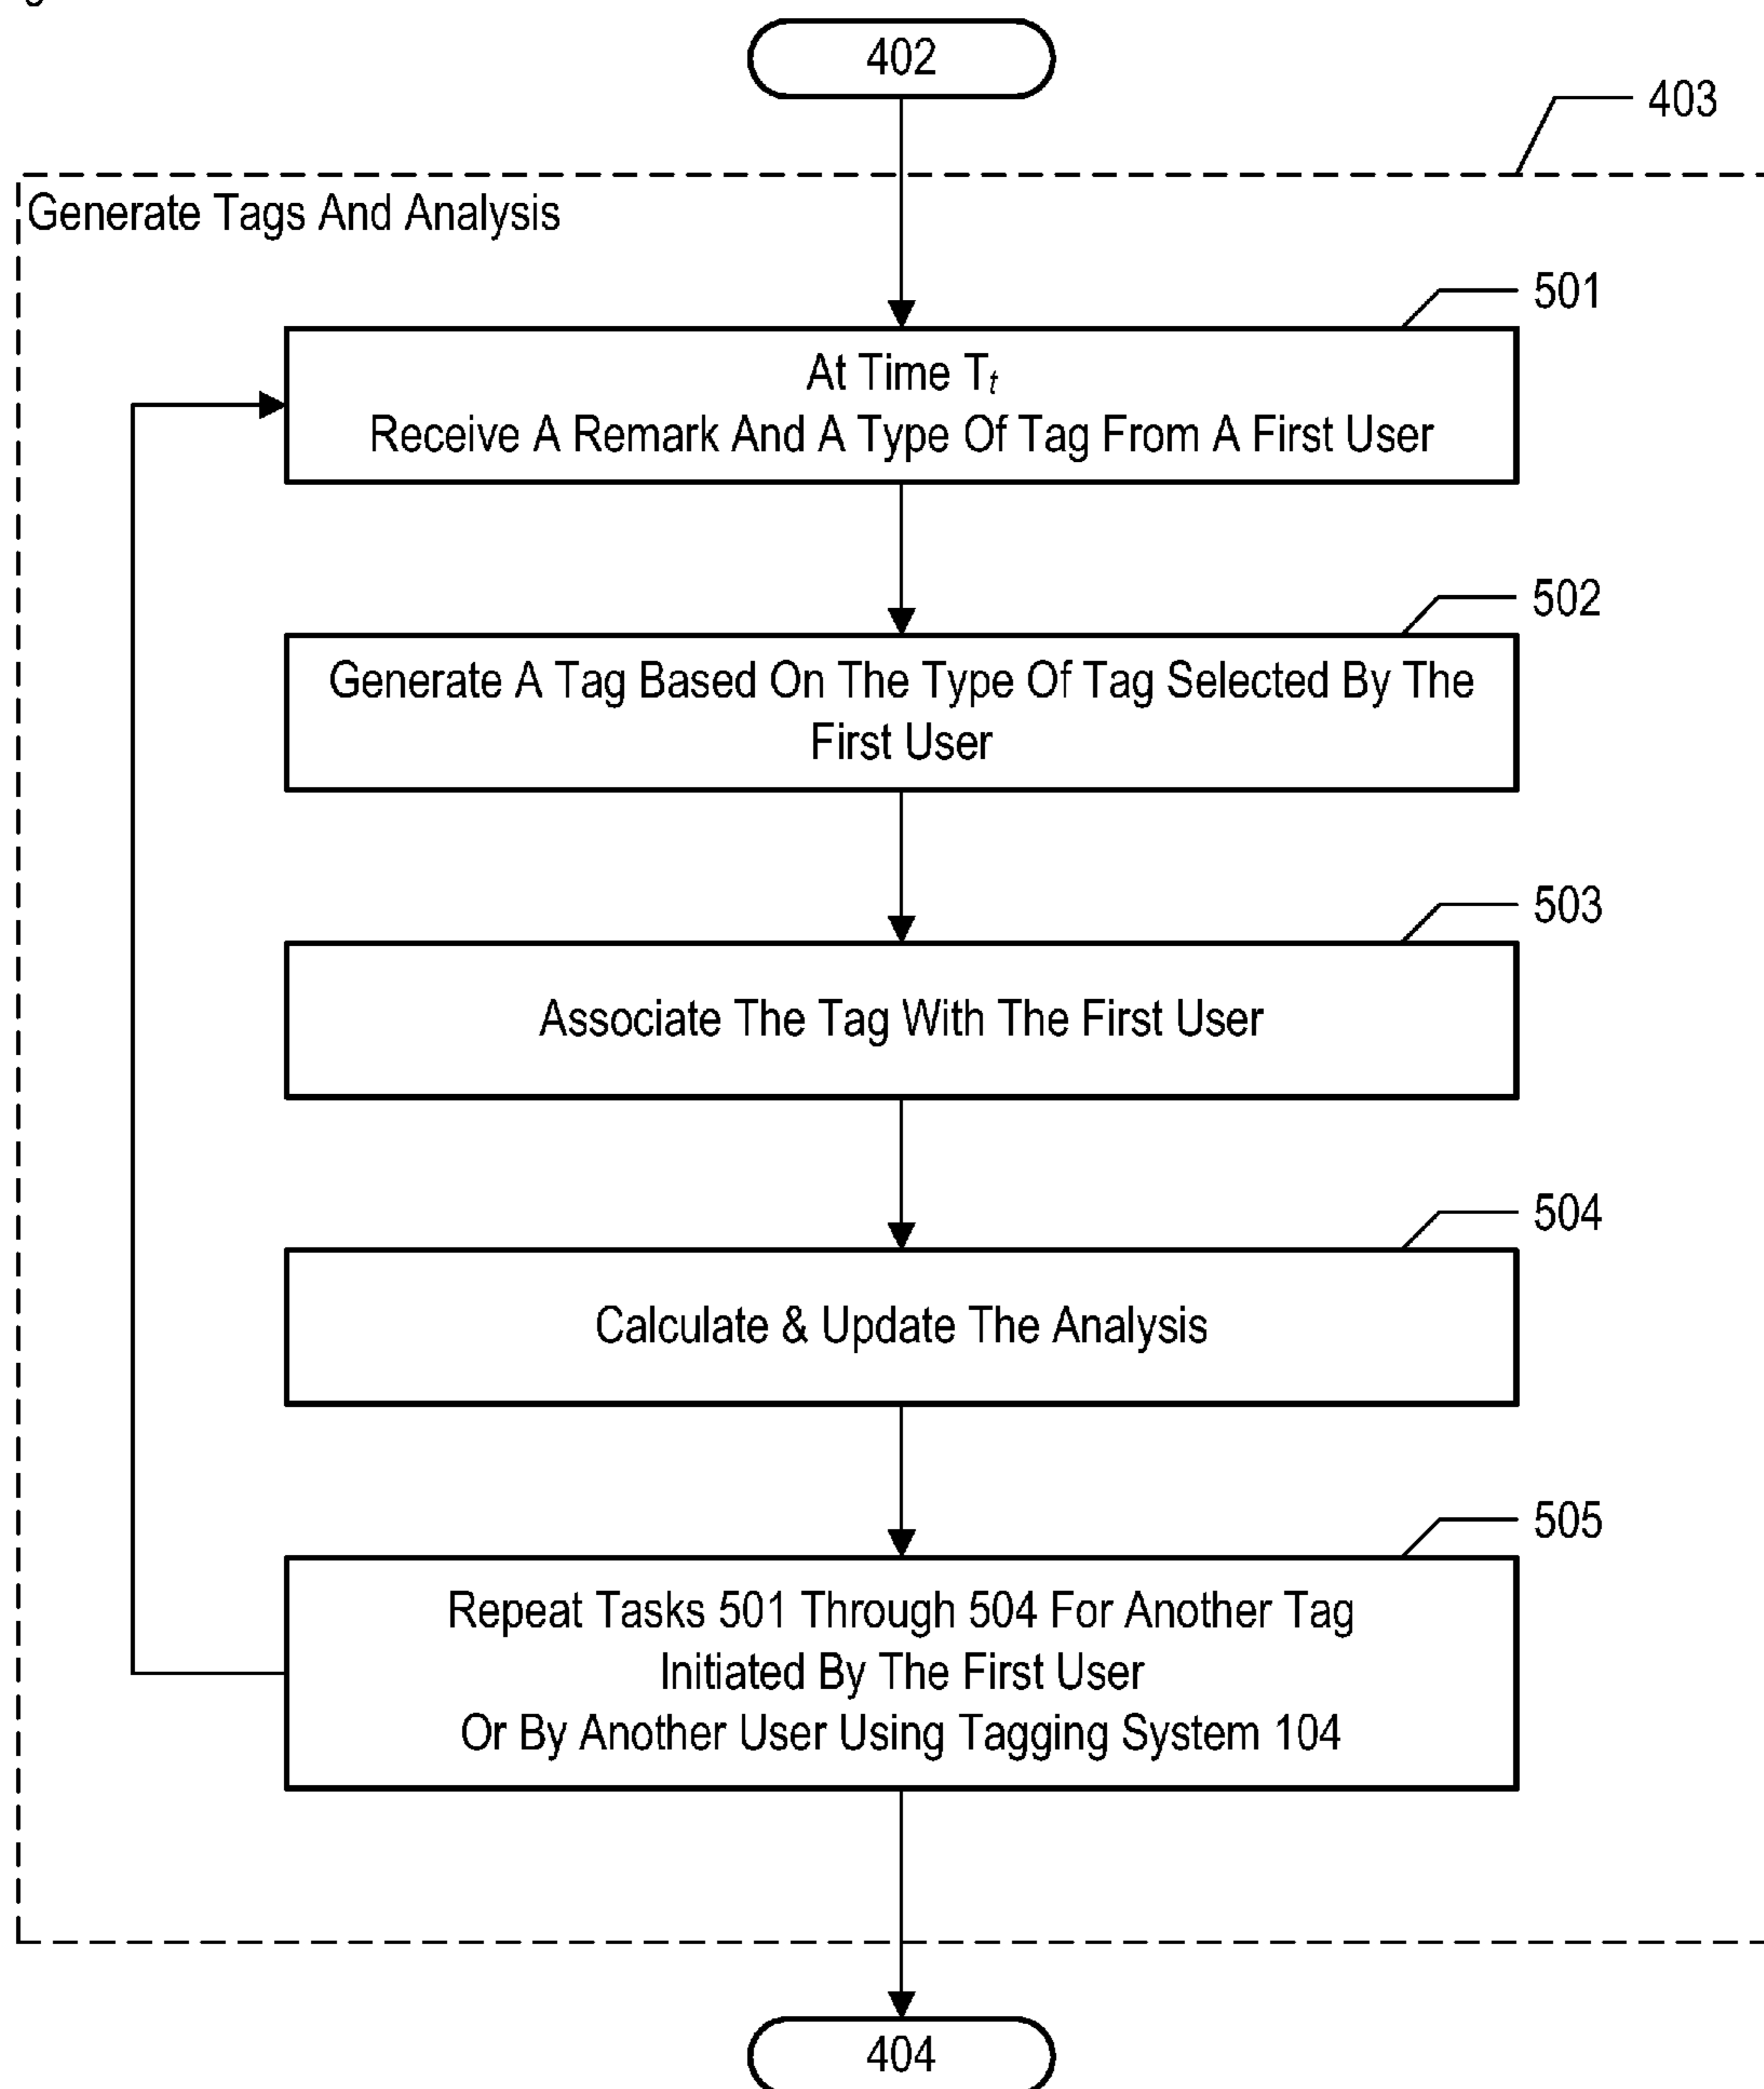 402
403
Generate Tags And Analysis
501
At Time Tt
Receive A Remark And A Type Of Tag From A First User
502
Generate A Tag Based On The Type Of Tag Selected By The
First User
503
Associate The Tag With The First User
504
Calculate & Update The Analysis
505
Repeat Tasks 501 Through 504 For Another Tag
Initiated By The First User
Or By Another User Using Tagging System 104
404